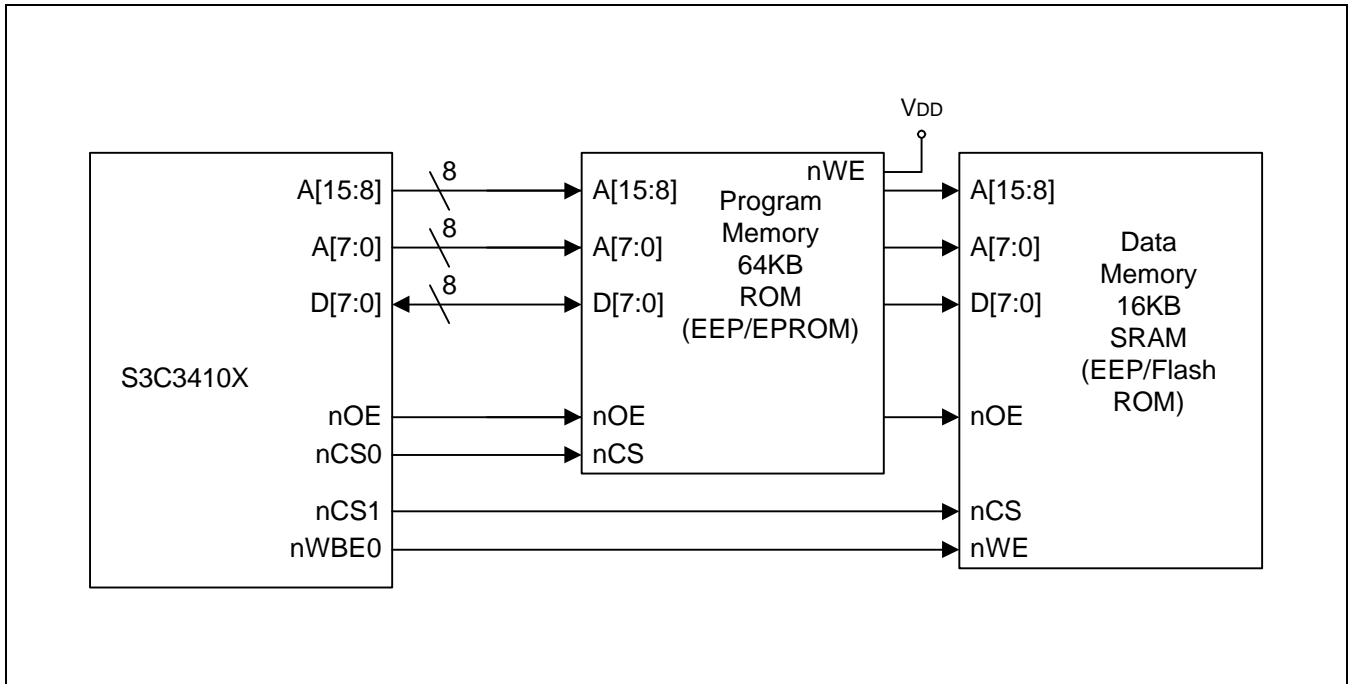 VDD
S3C3410X
A[15:8]
A[7:0]
D[7:0]
nOE
nCS0
nCS1
nWBE0
8
8
8
A[15:8]
A[7:0]
D[7:0]
nOE
nCS
nWE
Program
Memory
64KB
ROM
(EEP/EPROM)
A[15:8]
A[7:0]
D[7:0]
nOE
nCS
nWE
Data
Memory
16KB
SRAM
(EEP/Flash
ROM)